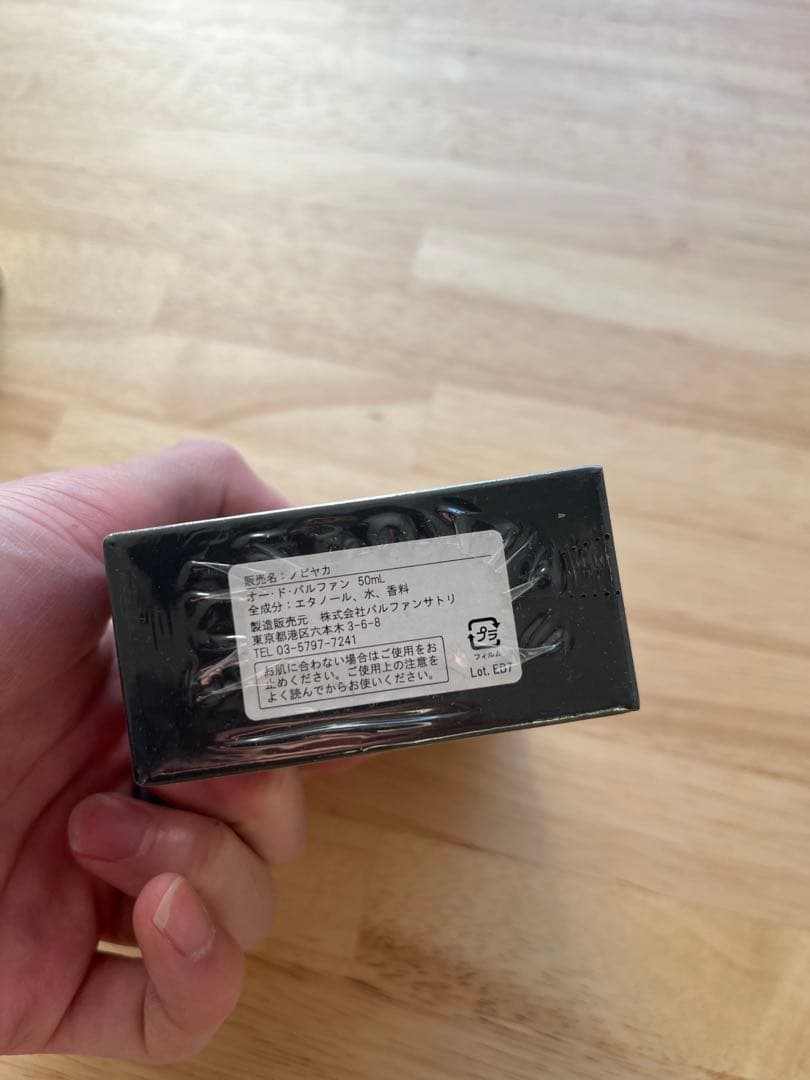 販売名：ノビヤカ
オー・ド・パルファン 50mL
全成分：エタノール、水、香料
製造販売元 株式会社パルファンサトリ
東京都港区六本木3-6-8
TEL 03-5797-7241
お肌に合わない場合はご使用をお
止めください。ご使用上の注意を
よく読んでからお使いください。
プラ
フィルム
Lot. EB7